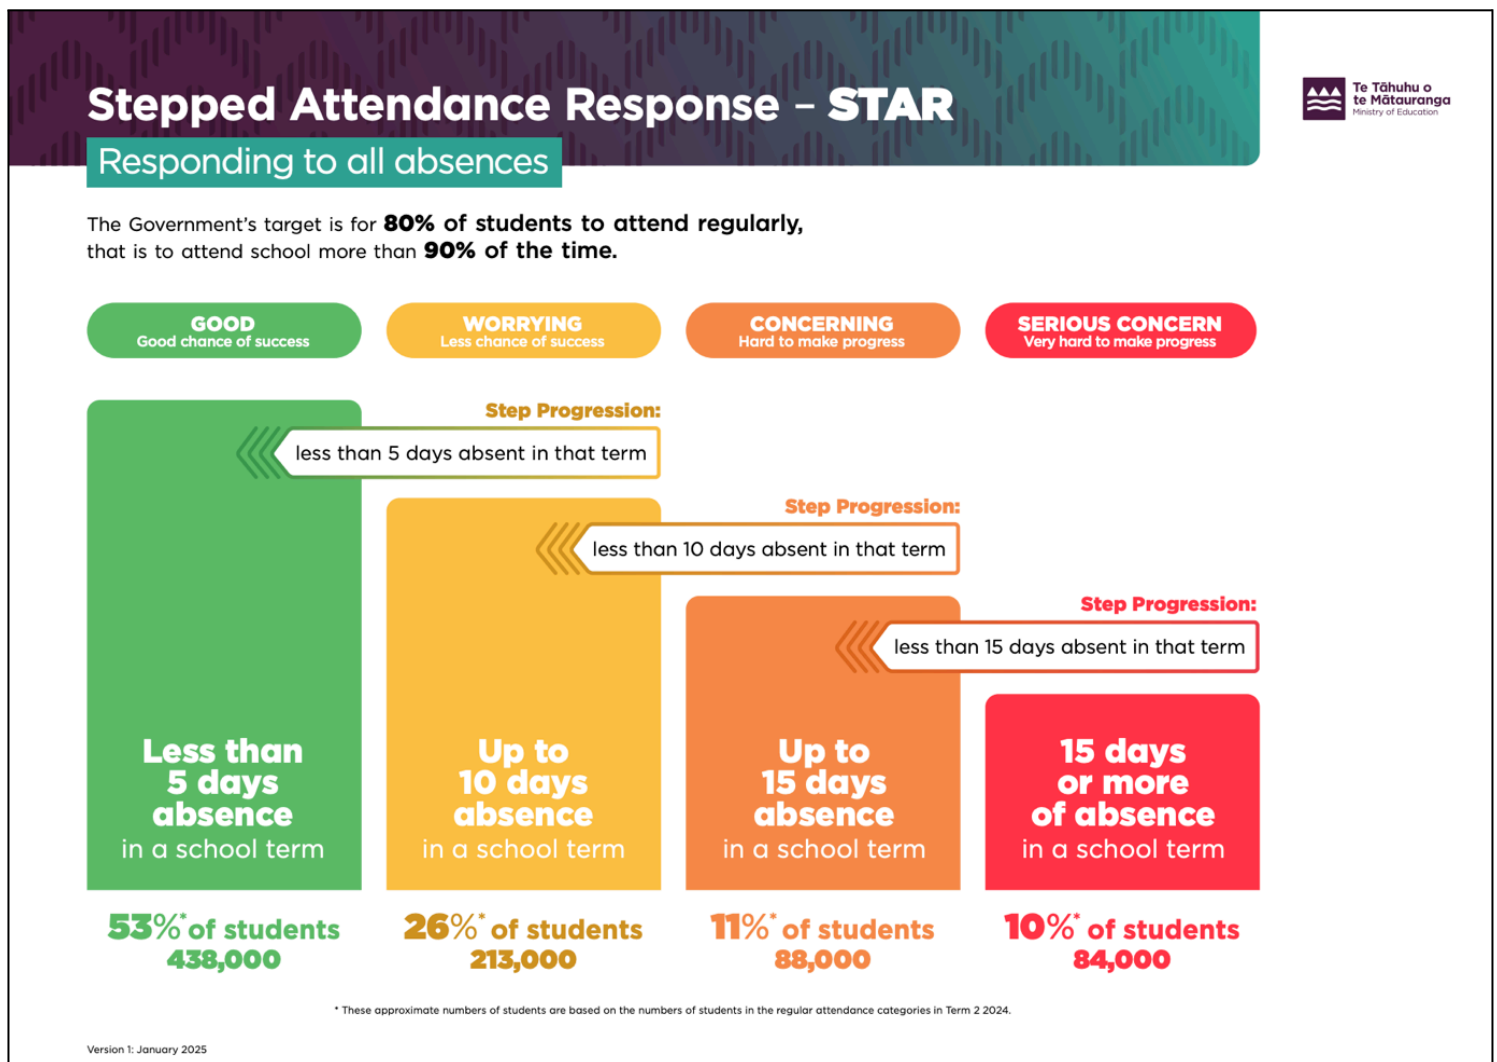 Stepped Attendance Response – STAR
Te Tāhuhu o
te Mātauranga
Ministry of Education
Responding to all absences
The Government's target is for 80% of students to attend regularly,
that is to attend school more than 90% of the time.
GOOD
Good chance of success
WORRYING
Less chance of success
CONCERNING
Hard to make progress
SERIOUS CONCERN
Very hard to make progress
Step Progression:
less than 5 days absent in that term
Step Progression:
less than 10 days absent in that term
Step Progression:
less than 15 days absent in that term
Less than
5 days
absence
in a school term
Up to
10 days
absence
in a school term
Up to
15 days
absence
in a school term
15 days
or more
of absence
in a school term
53%* of students
438,000
26%* of students
213,000
11%* of students
88,000
10%* of students
84,000
* These approximate numbers of students are based on the numbers of students in the regular attendance categories in Term 2 2024.
Version 1: January 2025